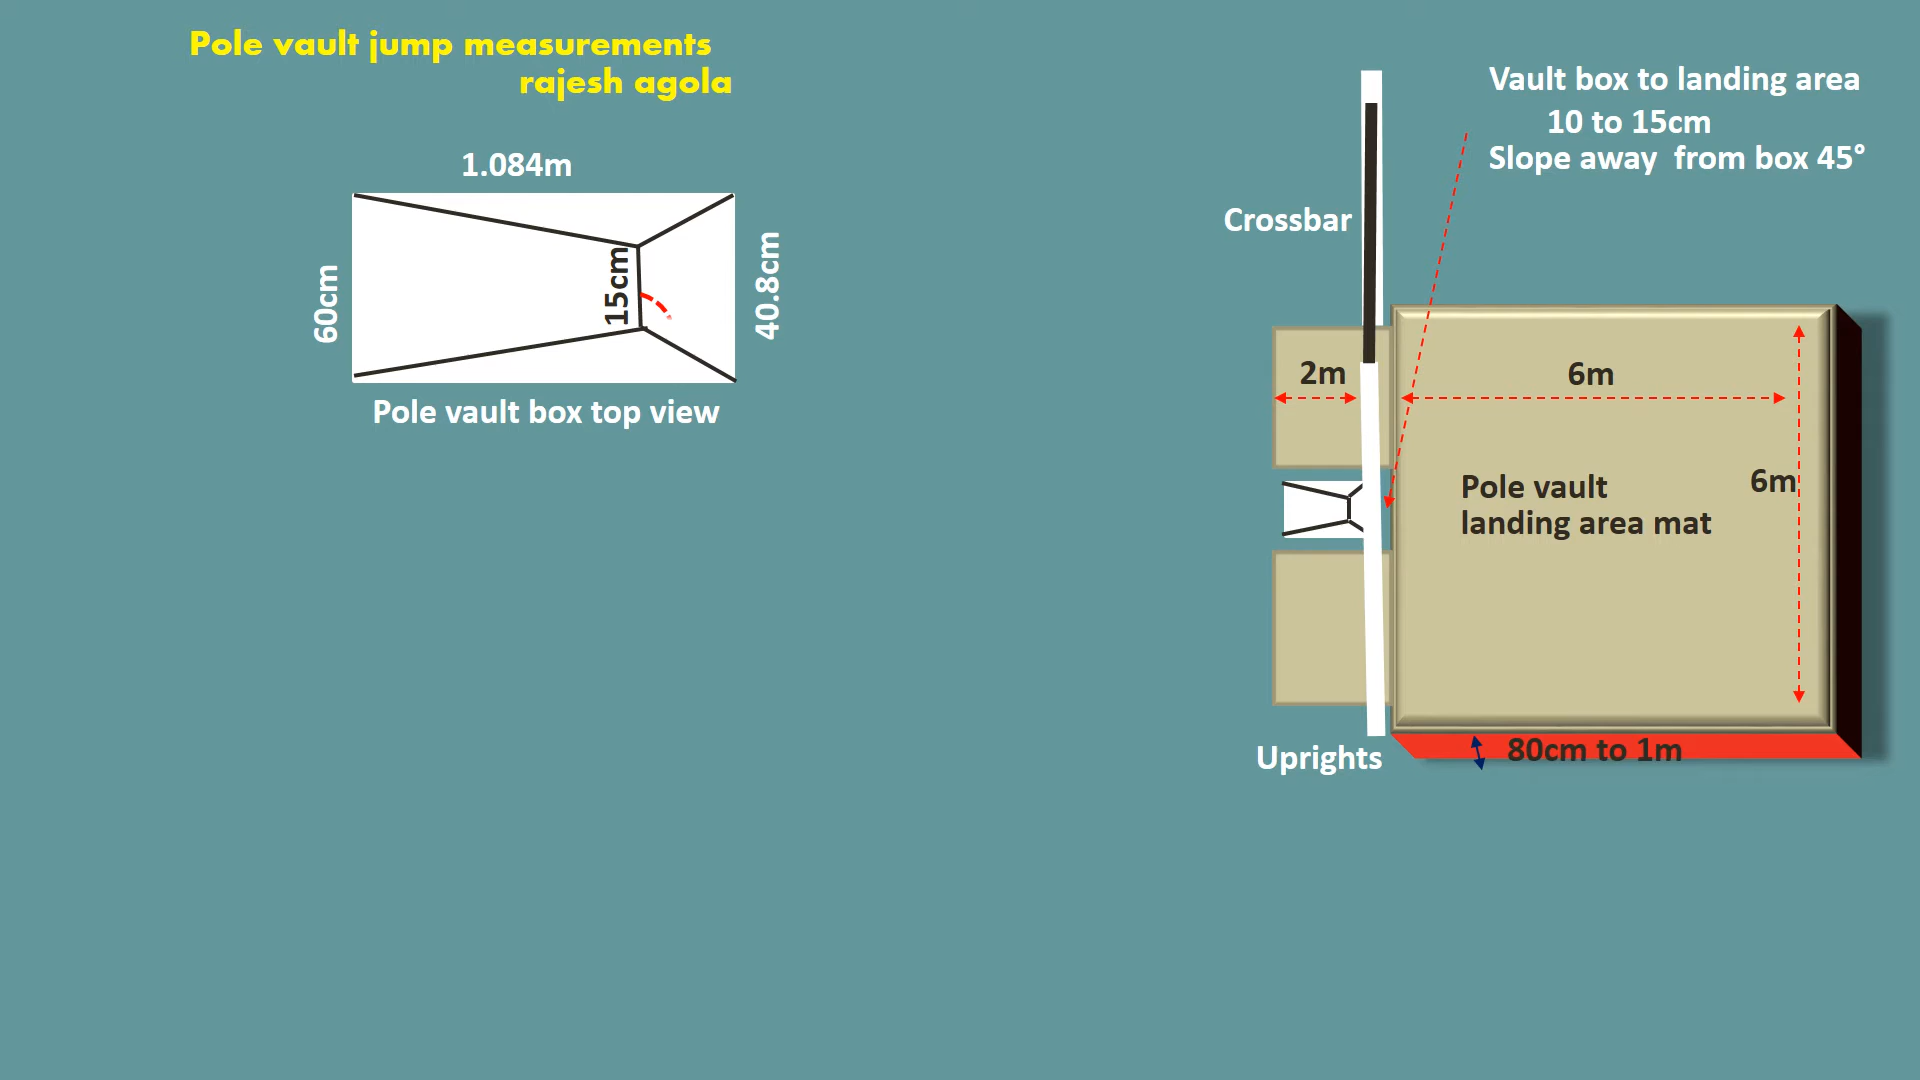 Pole vault jump measurements
rajesh agola
1.084m
60cm
15cm
40.8cm
Pole vault box top view
Vault box to landing area
10 to 15cm
Slope away from box 45°
Crossbar
2m
6m
6m
Pole vault
landing area mat
Uprights
80cm to 1m